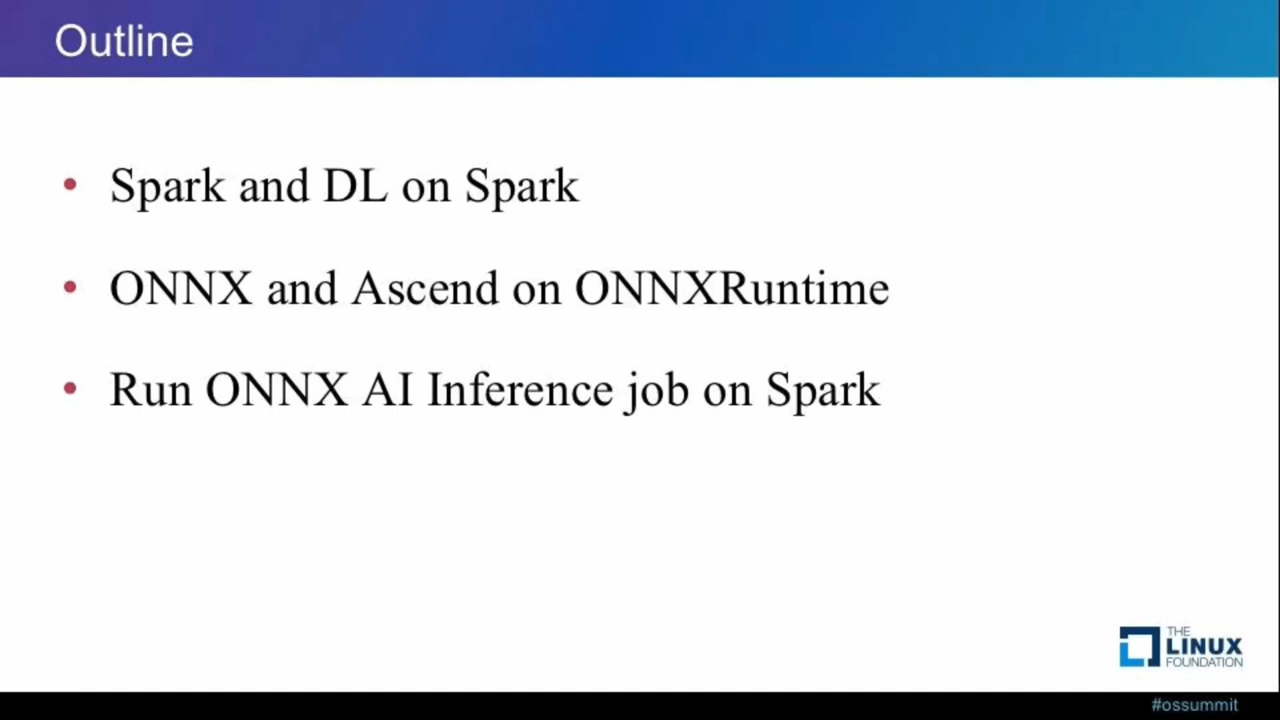 Outline
• Spark and DL on Spark
• ONNX and Ascend on ONNXRuntime
• Run ONNX AI Inference job on Spark
THE
LINUX
FOUNDATION
#ossummit